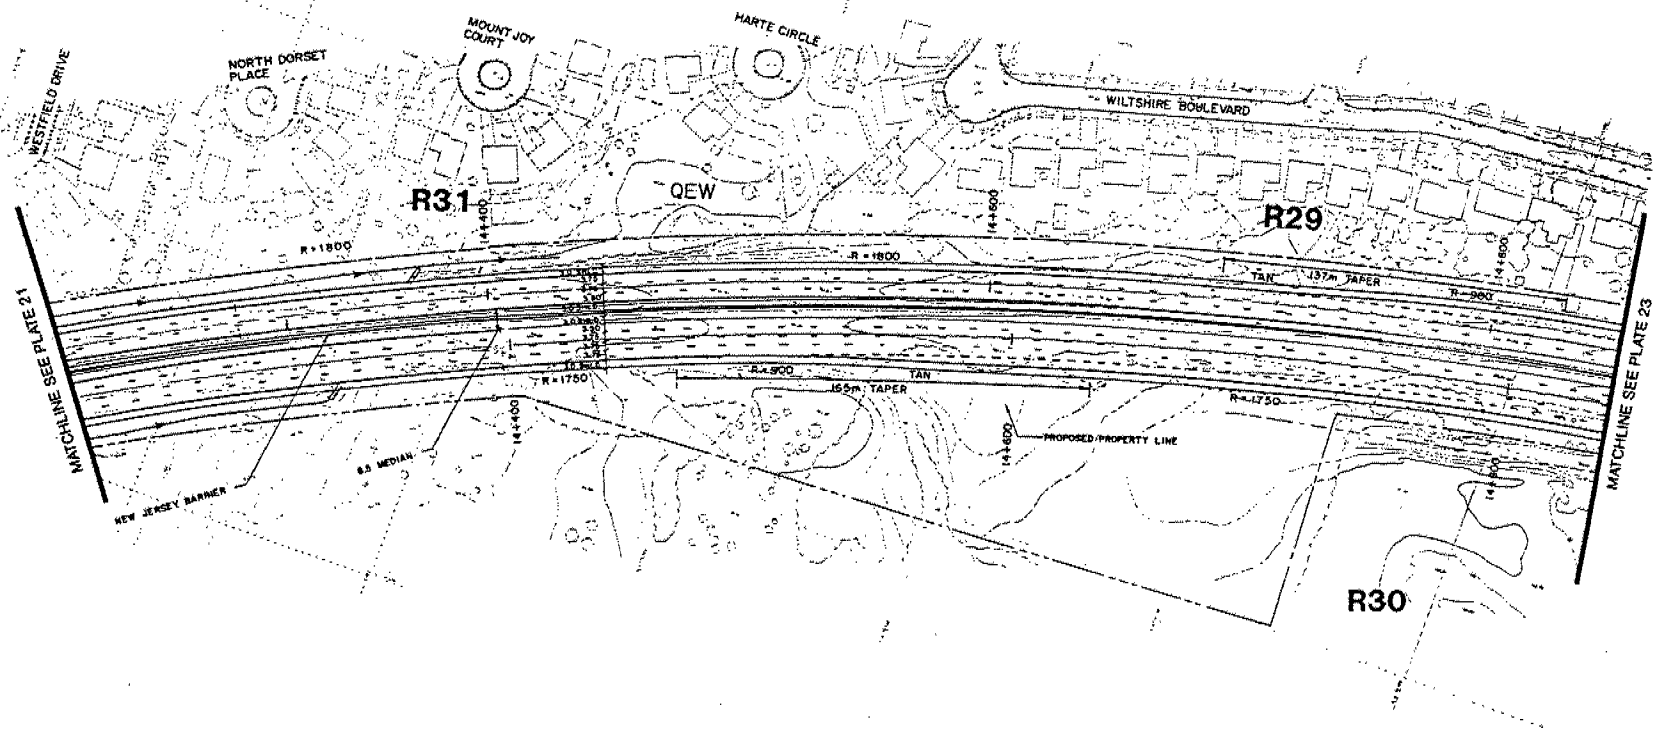 WESTFIELD DRIVE
NORTH DORSET
PLACE
MOUNT JOY
COURT
HARTE CIRCLE
WILTSHIRE BOULEVARD
R31
14+400
QEW
14+600
R29
14+800
R=1800
R=1800
TAN
137m TAPER
R=900
MATCHLINE SEE PLATE 21
MATCHLINE SEE PLATE 23
R=1750
R=900
TAN
165m TAPER
R=1750
14+400
14+600
PROPOSED PROPERTY LINE
6.5 MEDIAN
14+800
NEW JERSEY BARRIER
R30